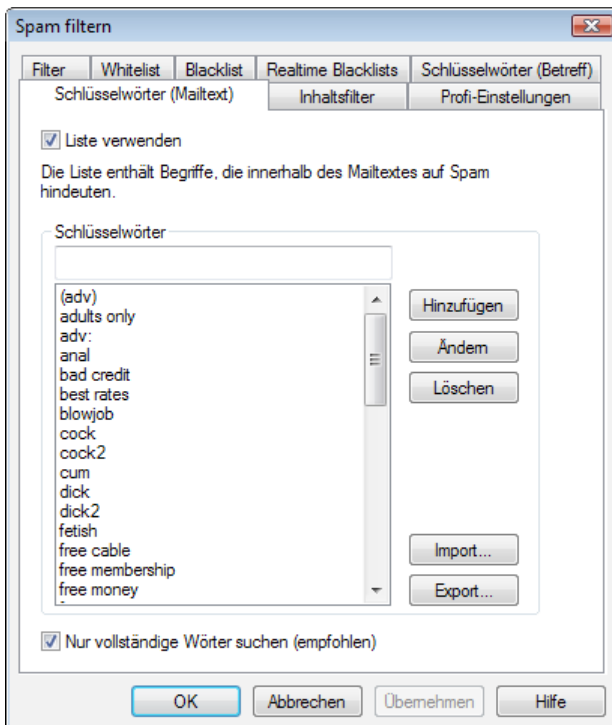 Spam filtern
Filter Whitelist Blacklist Realtime Blacklists Schlüsselwörter (Betreff)
Schlüsselwörter (Mailtext) Inhaltsfilter Profi-Einstellungen
Liste verwenden
Die Liste enthält Begriffe, die innerhalb des Mailtextes auf Spam
hindeuten.
Schlüsselwörter
(adv)
adults only
adv:
anal
bad credit
best rates
blowjob
cock
cock2
cum
dick
dick2
fetish
free cable
free membership
free money
Hinzufügen
Ändern
Löschen
Import...
Export...
Nur vollständige Wörter suchen (empfohlen)
OK Abbrechen Übernehmen Hilfe